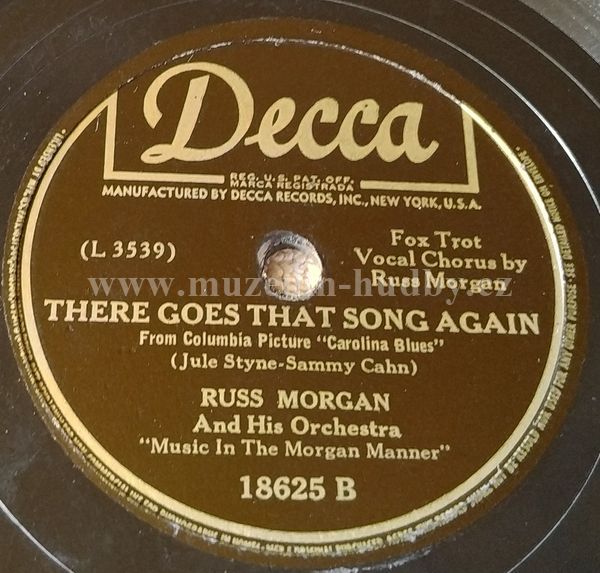 Decca
REG. U.S. PAT. OFF.
MARCA REGISTRADA
MANUFACTURED BY DECCA RECORDS, INC., NEW YORK, U.S.A.
(L 3539)
Fox Trot
Vocal Chorus by
Russ Morgan
www.muzeum-hudby.cz
THERE GOES THAT SONG AGAIN
From Columbia Picture "Carolina Blues"
(Jule Styne-Sammy Cahn)
RUSS MORGAN
And His Orchestra
"Music In The Morgan Manner"
18625 B